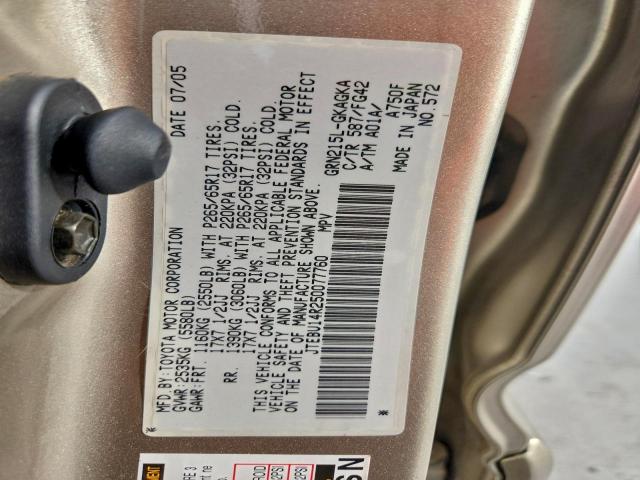 MFD.BY:TOYOTA MOTOR CORPORATION DATE 07/05
GVWR:2535KG (5580LB)
GAWR:FRT. 1160KG (2550LB) WITH P265/65R17 TIRES.
17X7 1/2JJ RIMS. AT 220KPA (32PSI) COLD.
RR. 1390KG (3060LB) WITH P265/65R17 TIRES.
17X7 1/2JJ RIMS. AT 220KPA (32PSI) COLD.
THIS VEHICLE CONFORMS TO ALL APPLICABLE FEDERAL MOTOR
VEHICLE SAFETY AND THEFT PREVENTION STANDARDS IN EFFECT
ON THE DATE OF MANUFACTURE SHOWN ABOVE.
JTEBU14R250077760 MPV
GRN215L-GKAGKA
C/TR 587/FG42
A/TM A01A/ A750F
MADE IN JAPAN
NO.572
* *